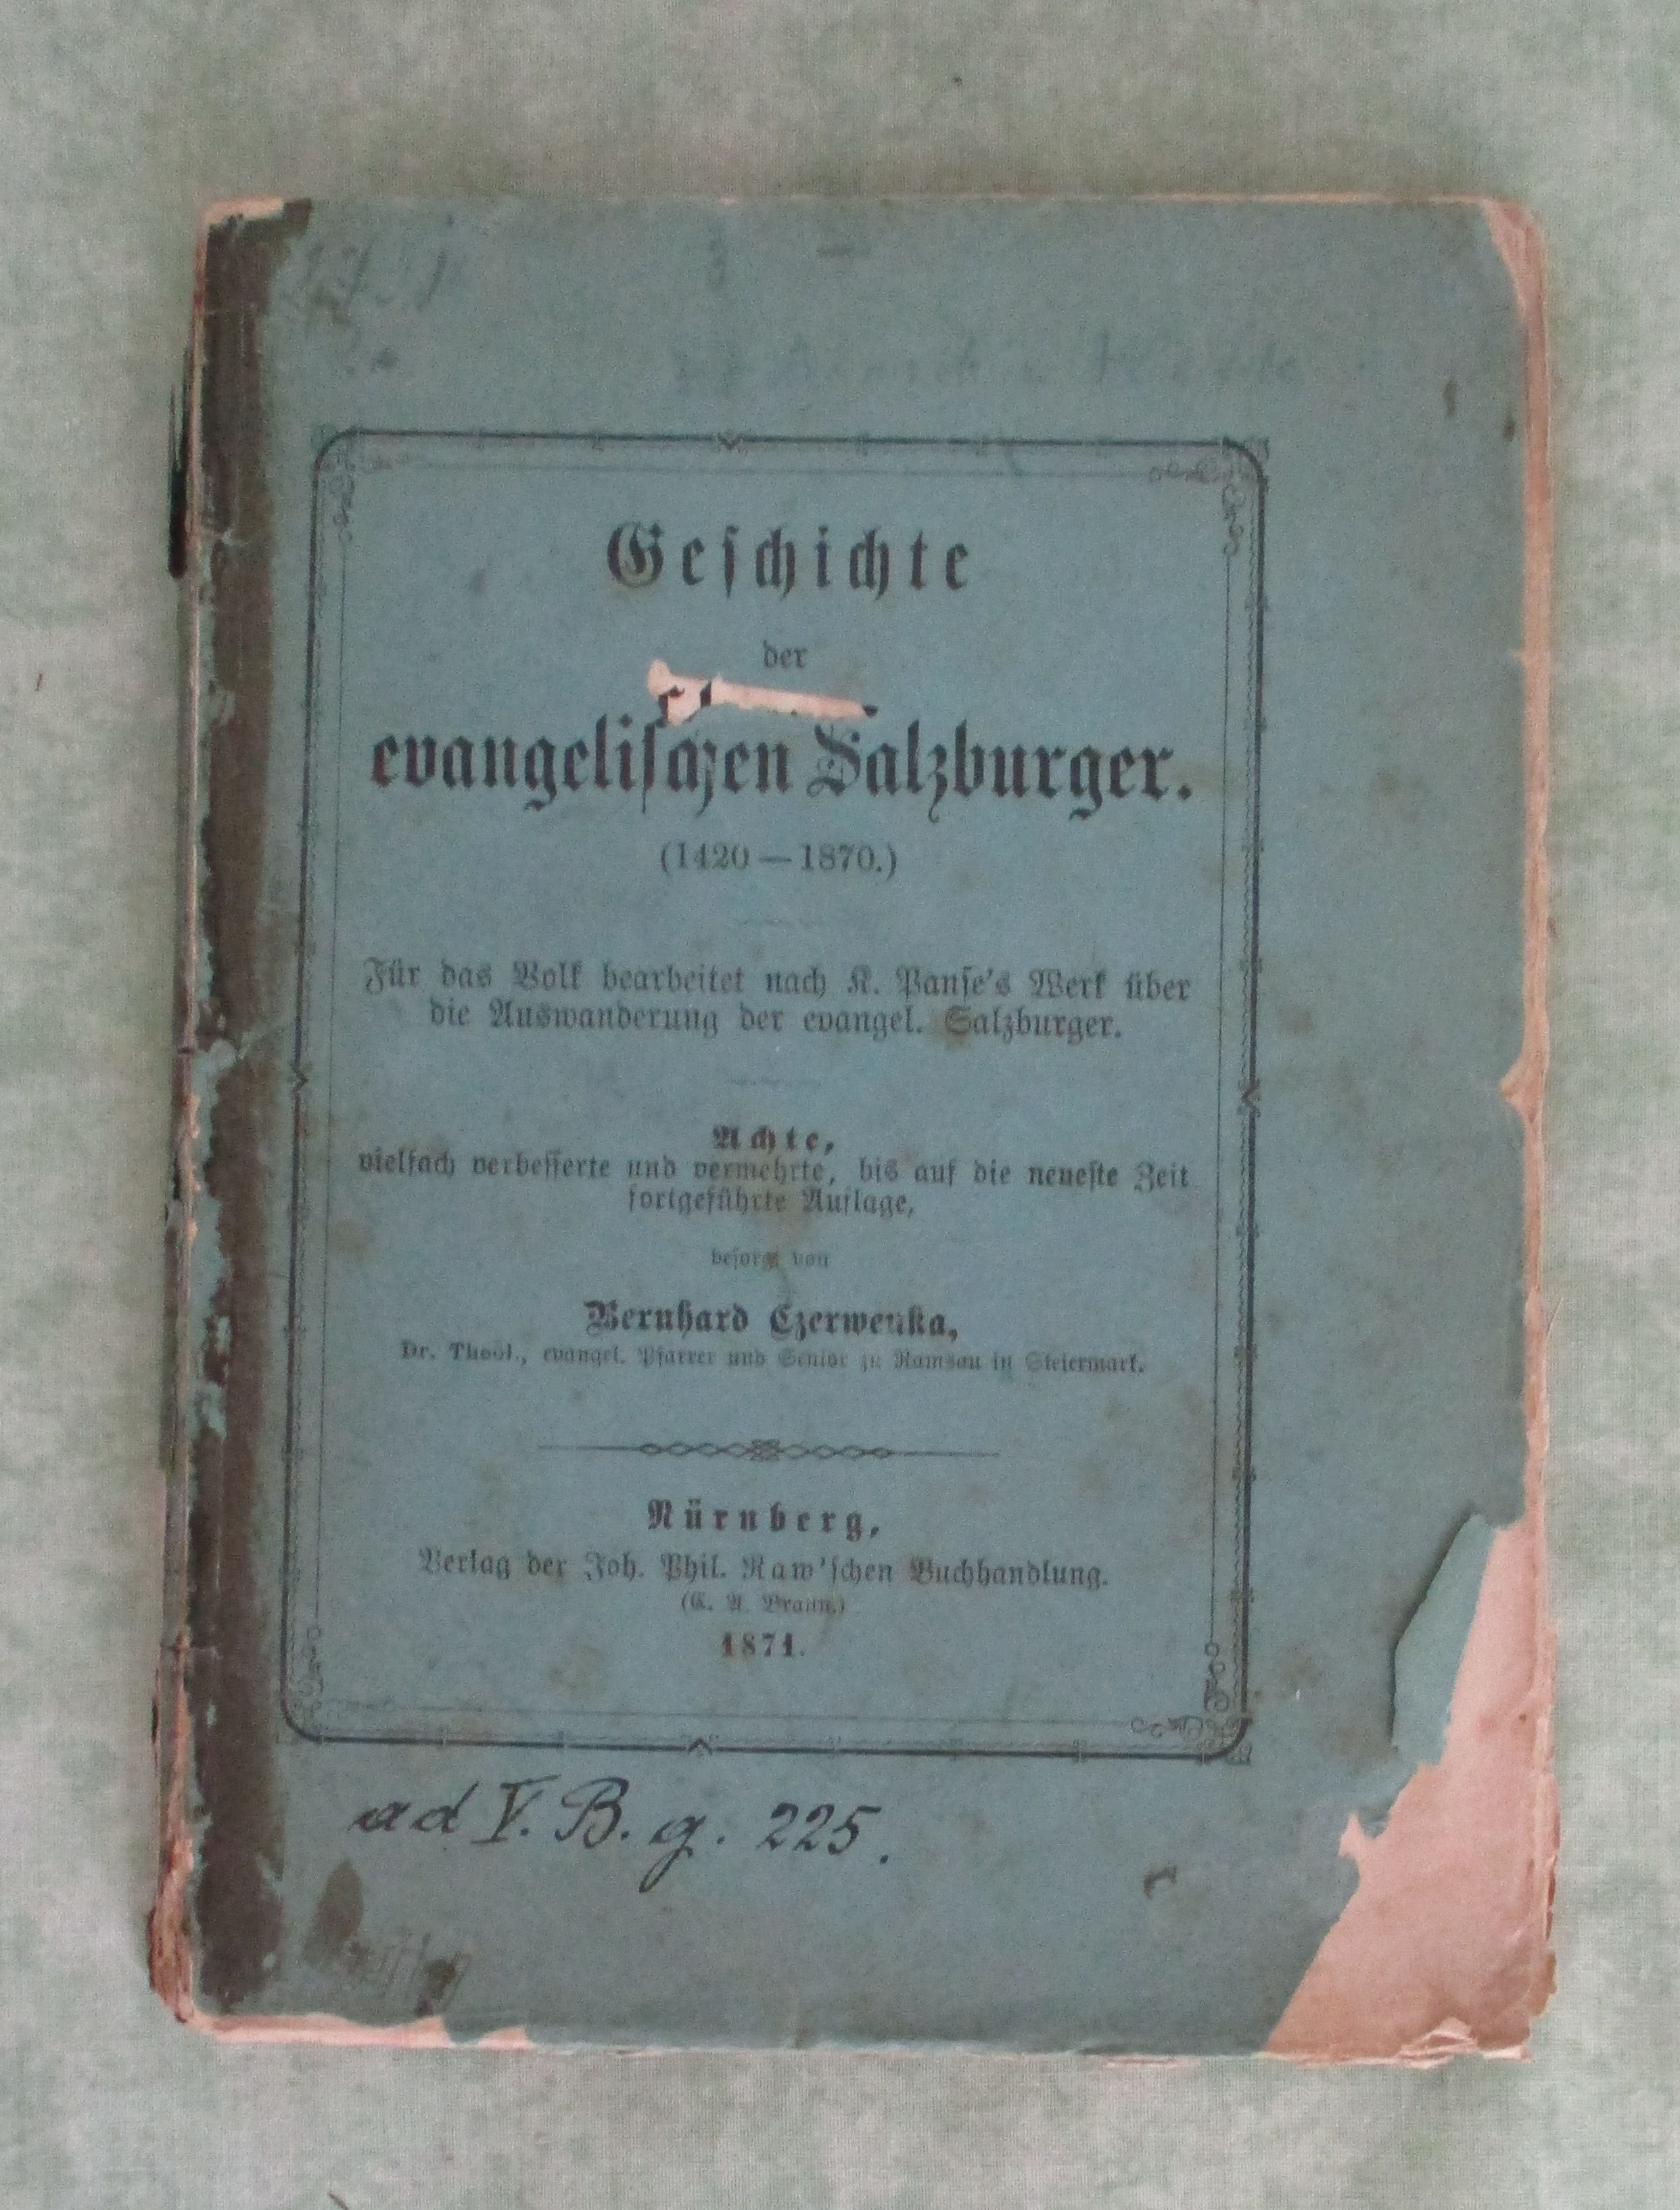 Geschichte
der
evangelischen Salzburger.
(1420 — 1870.)
Für das Volk bearbeitet nach K. Panse's Werk über
die Auswanderung der evangel. Salzburger.
Achte,
vielfach verbesserte und vermehrte, bis auf die neueste Zeit
fortgeführte Auflage,
besorgt von
Bernhard Czerwenka,
Dr. Theol., evangel. Pfarrer und Senior zu Ramsau in Steiermark.
Nürnberg,
Verlag der Joh. Phil. Raw'schen Buchhandlung.
(C. A. Braun.)
1871.
ad V. B. g. 225.